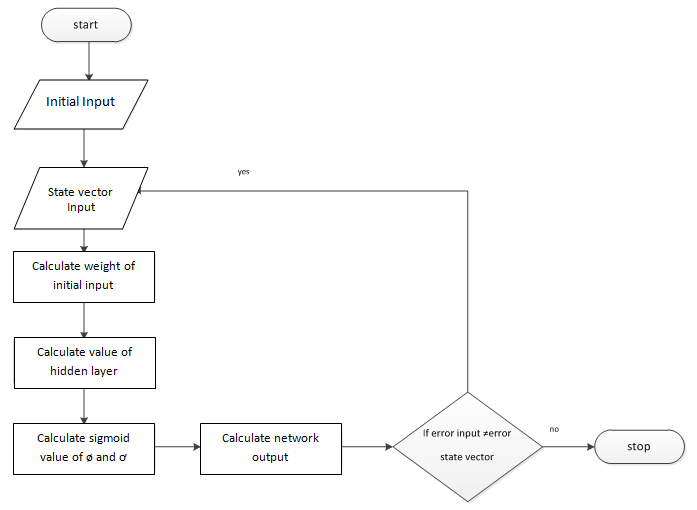 start
Initial Input
State vector
Input
yes
Calculate weight of
initial input
Calculate value of
hidden layer
Calculate sigmoid
value of ø and σ
Calculate network
output
If error input ≠error
state vector
no
stop